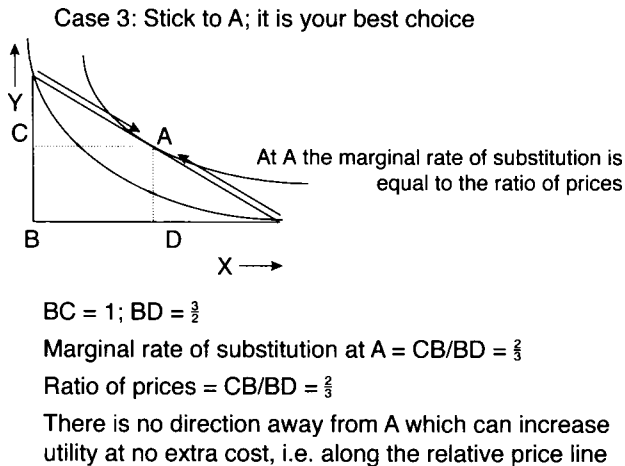 Case 3: Stick to A; it is your best choice
Y
C
A
At A the marginal rate of substitution is
equal to the ratio of prices
B
D
X
BC = 1; BD = 3/2
Marginal rate of substitution at A = CB/BD = 2/3
Ratio of prices = CB/BD = 2/3
There is no direction away from A which can increase
utility at no extra cost, i.e. along the relative price line